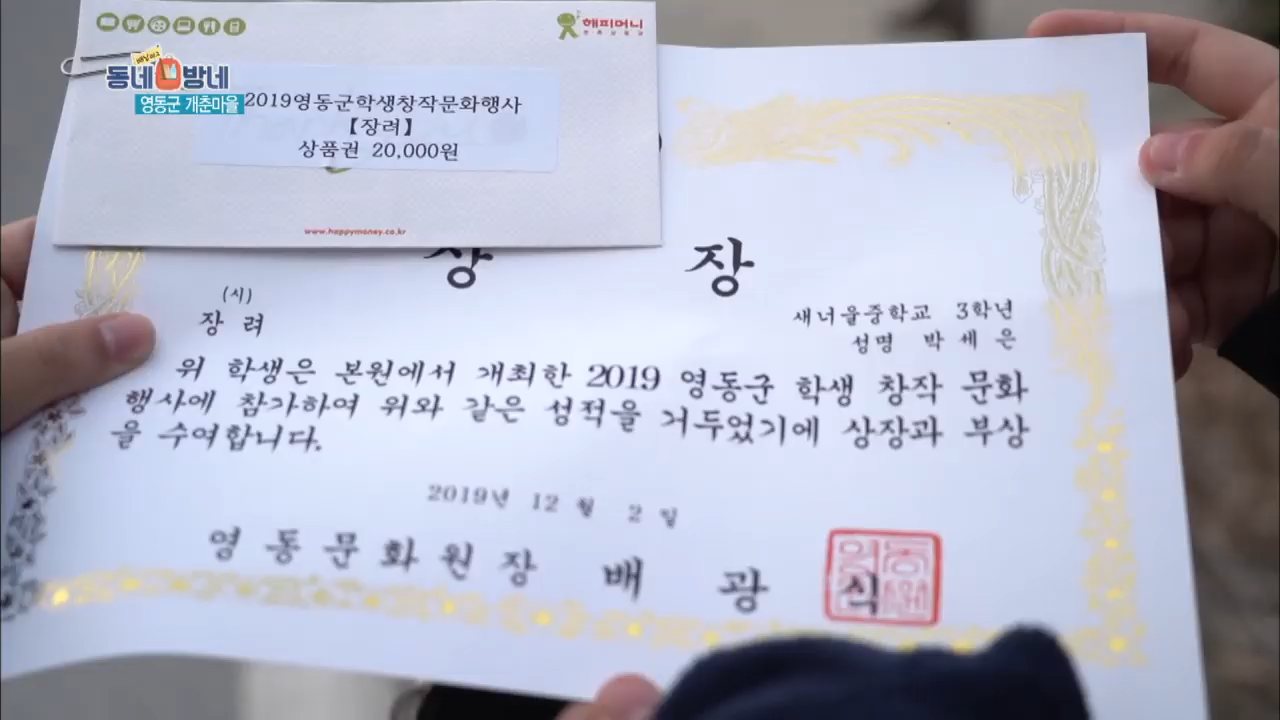 해피머니
동네방네
영동군 개춘마을
2019영동군학생창작문화행사
【장려】
상품권 20,000원
www.happymoney.co.kr
상 장
(시)
장 려
새너울중학교 3학년
성명 박 세 은
위 학생은 본원에서 개최한 2019 영동군 학생 창작 문화
행사에 참가하여 위와 같은 성적을 거두었기에 상장과 부상
을 수여합니다.
2019년 12 월 2 일
영 동 문 화 원 장 배 광 식